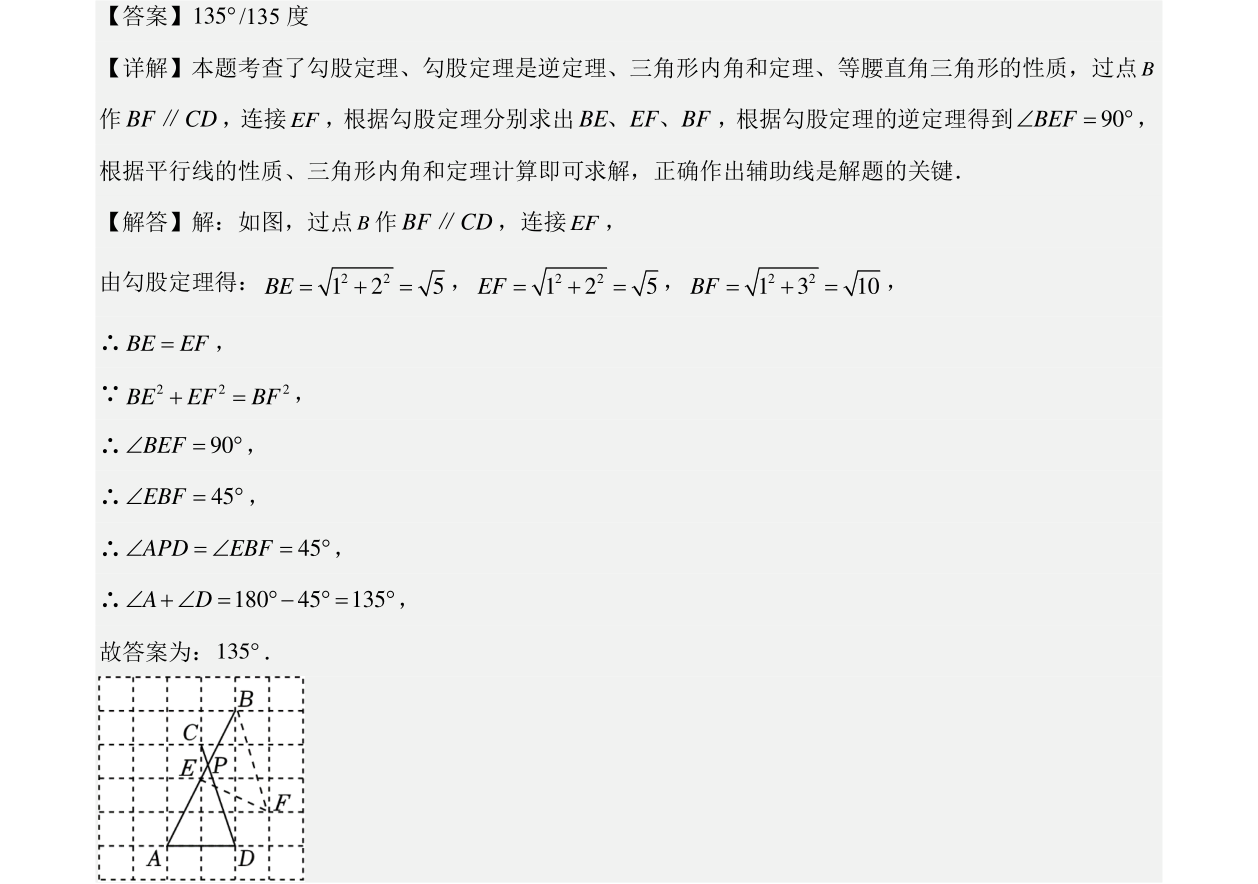 【答案】135°/135 度
【详解】本题考查了勾股定理、勾股定理是逆定理、三角形内角和定理、等腰直角三角形的性质，过点 B
作 BF∥CD，连接 EF，根据勾股定理分别求出 BE、EF、BF，根据勾股定理的逆定理得到∠BEF=90°，
根据平行线的性质、三角形内角和定理计算即可求解，正确作出辅助线是解题的关键．
【解答】解：如图，过点 B 作 BF∥CD，连接 EF，
由勾股定理得：BE=√(1²+2²)=√5，EF=√(1²+2²)=√5，BF=√(1²+3²)=√10，
∴BE=EF，
∵BE²+EF²=BF²，
∴∠BEF=90°，
∴∠EBF=45°，
∴∠APD=∠EBF=45°，
∴∠A+∠D=180°−45°=135°，
故答案为：135°．
B
C
E P
F
A D